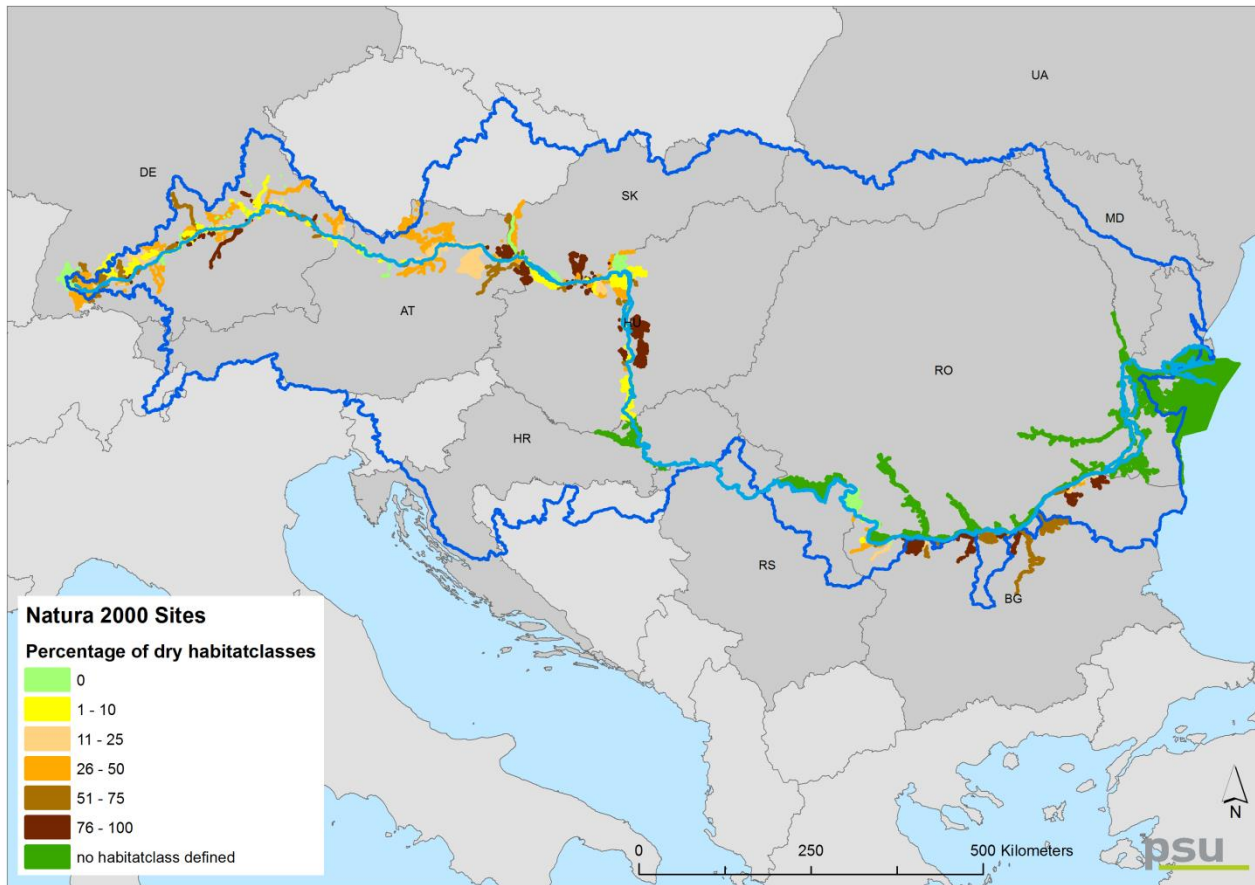 UA
DE
SK
MD
AT
HU
RO
HR
RS
BG
Natura 2000 Sites
Percentage of dry habitatclasses
0
1 - 10
11 - 25
26 - 50
51 - 75
76 - 100
no habitatclass defined
0 250 500 Kilometers
N
psu